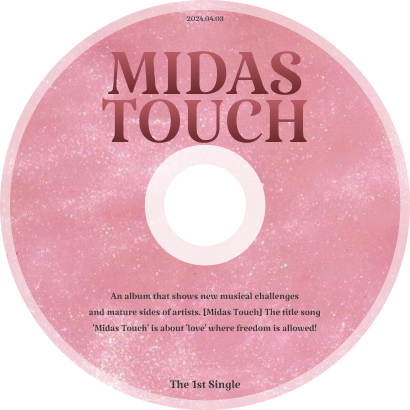 2024.04.03
MIDAS
TOUCH
An album that shows new musical challenges
and mature sides of artists. [Midas Touch] The title song
'Midas Touch' is about 'love' where freedom is allowed!
The 1st Single